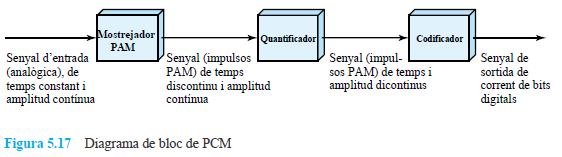 Mostrejador
PAM
Quantificador
Codificador
Senyal d'entrada
(analògica), de
temps constant i
amplitud contínua
Senyal (impulsos
PAM) de temps
discontinu i amplitud
contínua
Senyal (impul-
sos PAM) de temps i
amplitud dicontinus
Senyal de
sortida de
corrent de bits
digitals
Figura 5.17 Diagrama de bloc de PCM